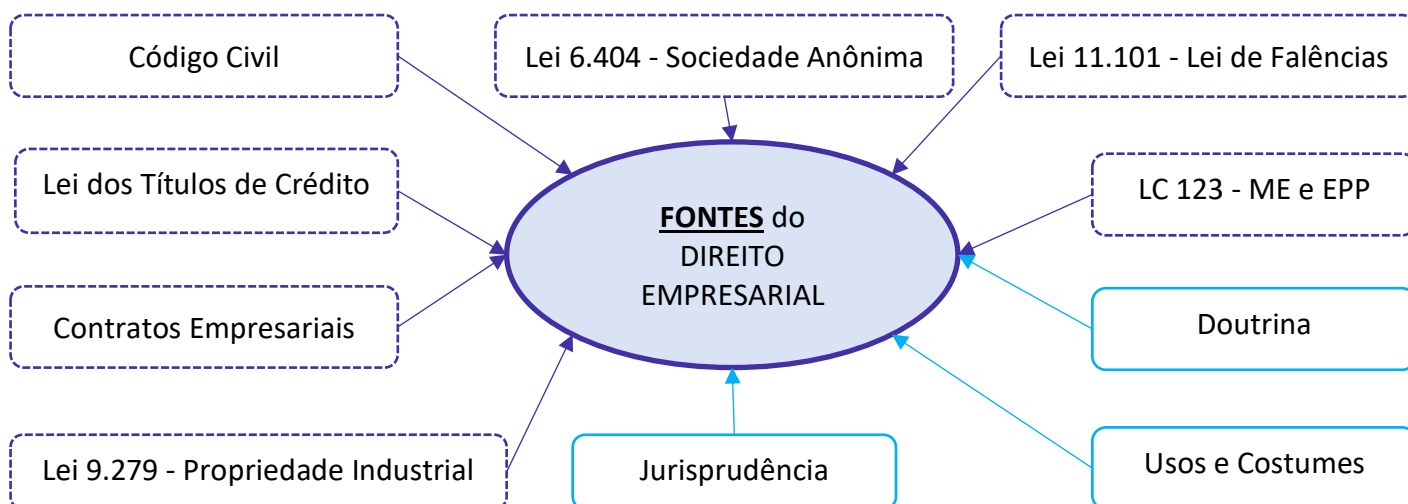 Código Civil
Lei 6.404 - Sociedade Anônima
Lei 11.101 - Lei de Falências
Lei dos Títulos de Crédito
LC 123 - ME e EPP
FONTES do
DIREITO
EMPRESARIAL
Contratos Empresariais
Doutrina
Lei 9.279 - Propriedade Industrial
Jurisprudência
Usos e Costumes